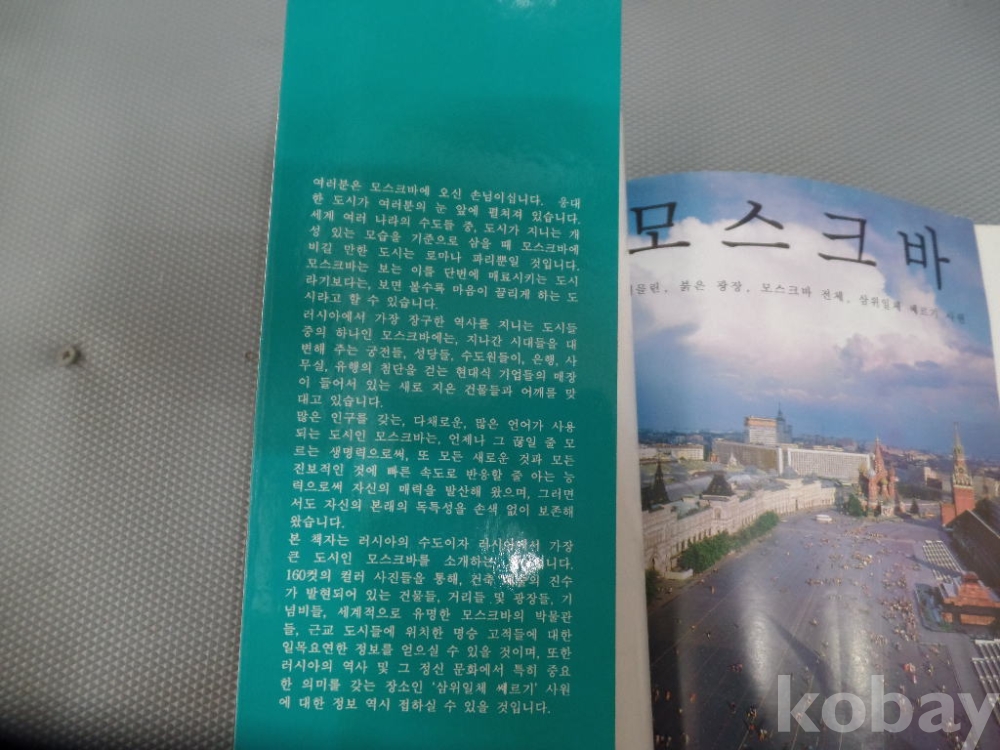 여러분은 모스크바에 오신 손님이십니다. 웅대
한 도시가 여러분의 눈 앞에 펼쳐져 있습니다.
세계 여러 나라의 수도들 중, 도시가 지니는 개
성 있는 모습을 기준으로 삼을 때 모스크바에
비길 만한 도시는 로마나 파리뿐일 것입니다.
모스크바는 보는 이를 단번에 매료시키는 도시
라기보다는, 보면 볼수록 마음이 끌리게 하는 도
시라고 할 수 있습니다.
러시아에서 가장 장구한 역사를 지니는 도시들
중의 하나인 모스크바에는, 지나간 시대들을 대
변해 주는 궁전들, 성당들, 수도원들이, 은행, 사
무실, 유행의 첨단을 걷는 현대식 기업들의 매장
이 들어서 있는 새로 지은 건물들과 어깨를 맞
대고 있습니다.
많은 인구를 갖는, 다채로운, 많은 언어가 사용
되는 도시인 모스크바는, 언제나 그 끊일 줄 모
르는 생명력으로써, 또 모든 새로운 것과 모든
진보적인 것에 빠른 속도로 반응할 줄 아는 능
력으로써 자신의 매력을 발산해 왔으며, 그러면
서도 자신의 본래의 독특성을 손색 없이 보존해
왔습니다.
본 책자는 러시아의 수도이자 러시아에서 가장
큰 도시인 모스크바를 소개하는
160컷의 컬러 사진들을 통해, 건축 진수
가 발현되어 있는 건물들, 거리들 및 광장들, 기
념비들, 세계적으로 유명한 모스크바의 박물관
들, 근교 도시들에 위치한 명승 고적들에 대한
일목요연한 정보를 얻으실 수 있을 것이며, 또한
러시아의 역사 및 그 정신 문화에서 특히 중요
한 의미를 갖는 장소인 '삼위일체 쎄르기' 사원
에 대한 정보 역시 접하실 수 있을 것입니다.
모스크바
붉은 광장, 모스크바 전체, 삼위일체 쎄르기 사원
kobay